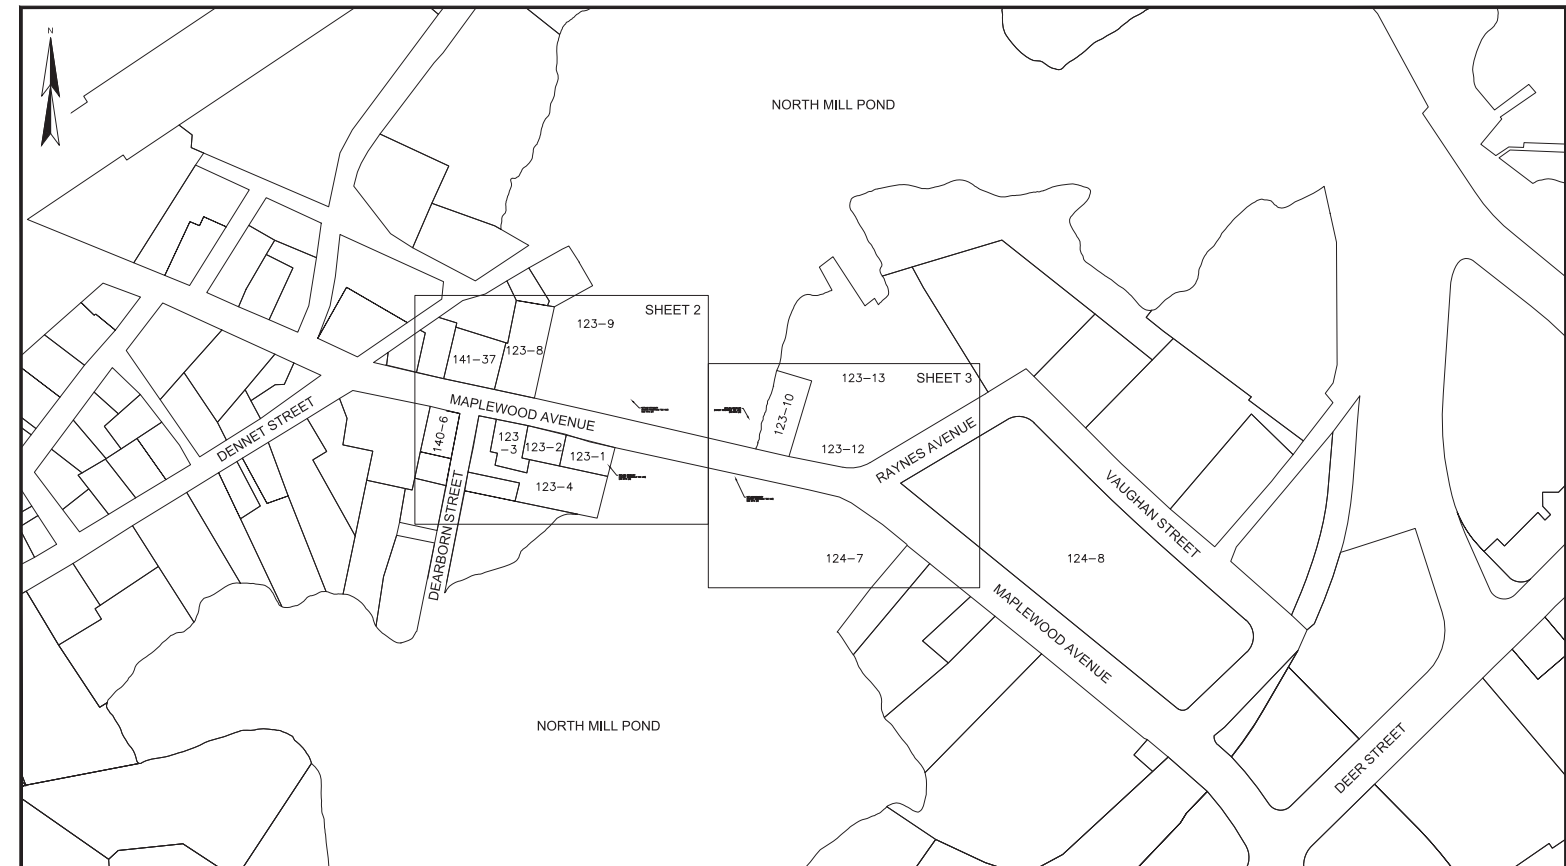 N
NORTH MILL POND
SHEET 2
123-9
123-8
141-37
MAPLEWOOD AVENUE
SHEET 3
123-13
123-10
123-12
RAYNES AVENUE
DENNET STREET
140-6
123
-3
123-2
123-1
123-4
DEARBORN STREET
VAUGHAN STREET
124-7
124-8
MAPLEWOOD AVENUE
NORTH MILL POND
DEER STREET